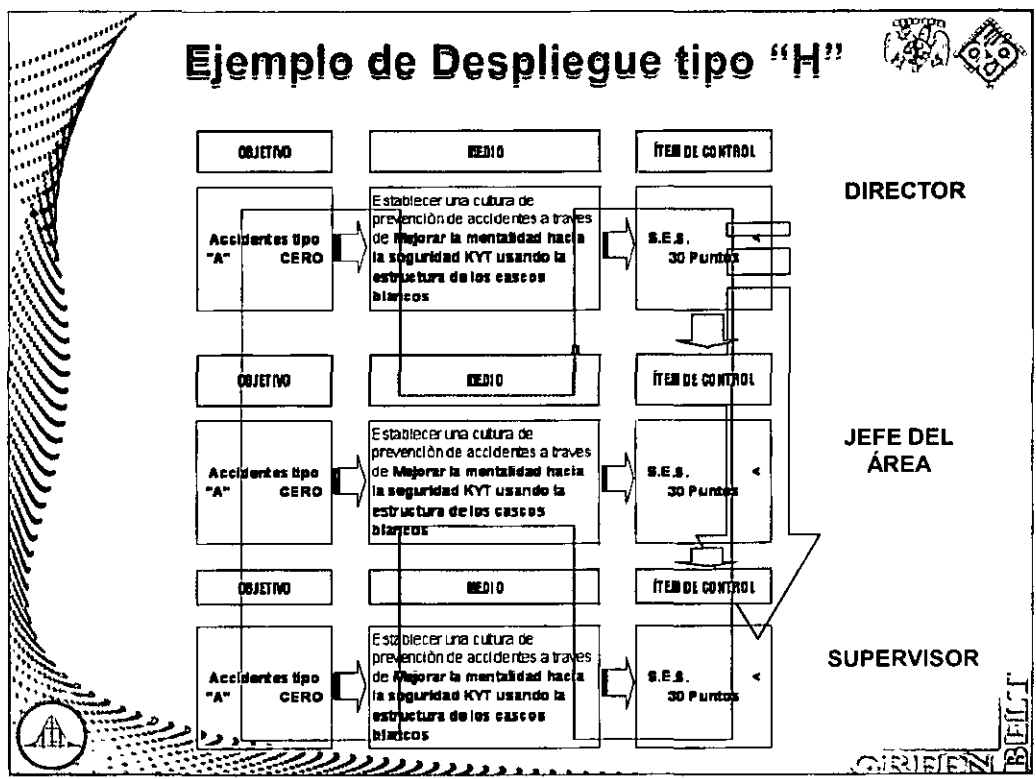 Ejemplo de Despliegue tipo “H”
OBJETIVO
MEDIO
ÍTEM DE CONTROL
DIRECTOR
Accidentes tipo
"A" CERO
Establecer una cutura de
prevención de accidentes a traves
de Mejorar la mentalidad hacia
la seguridad KYT usando la
estructura de los cascos
blancos
S.E.S. <
30 Puntos
OBJETIVO
MEDIO
ÍTEM DE CONTROL
JEFE DEL
ÁREA
Accidentes tipo
"A" CERO
Establecer una cutura de
prevención de accidentes a traves
de Mejorar la mentalidad hacia
la seguridad KYT usando la
estructura de los cascos
blancos
S.E.S. <
30 Puntos
OBJETIVO
MEDIO
ÍTEM DE CONTROL
SUPERVISOR
Accidentes tipo
"A" CERO
Establecer una cutura de
prevención de accidentes a traves
de Mejorar la mentalidad hacia
la seguridad KYT usando la
estructura de los cascos
blancos
S.E.S. <
30 Puntos
GREEN
BELT